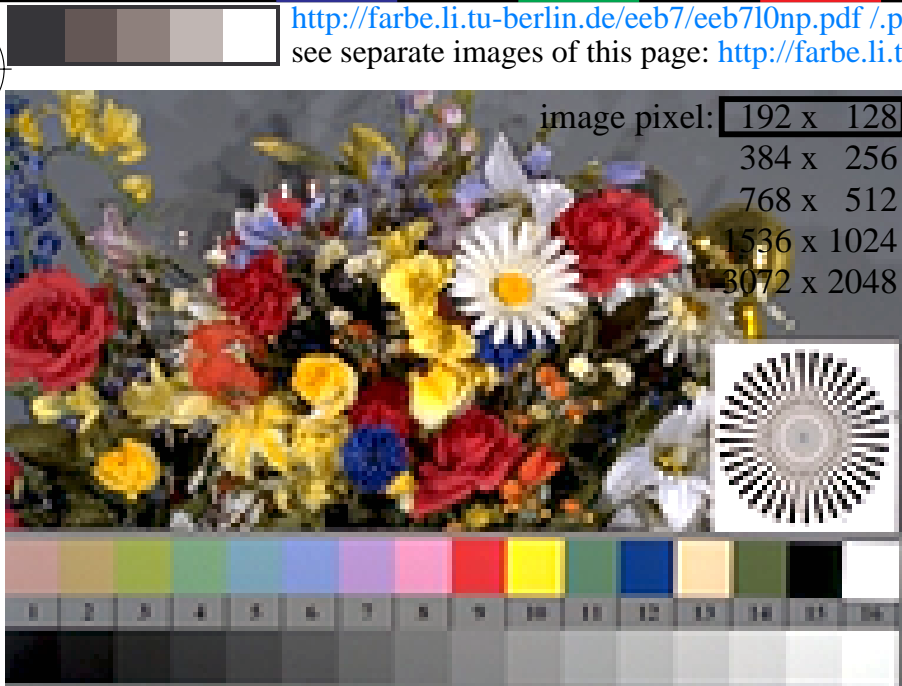 http://farbe.li.tu-berlin.de/eeb7/eeb7l0np.pdf /.p
see separate images of this page: http://farbe.li.t
image pixel: 192 x 128
384 x 256
768 x 512
1536 x 1024
3072 x 2048
1 2 3 4 5 6 7 8 9 10 11 12 13 14 15 16